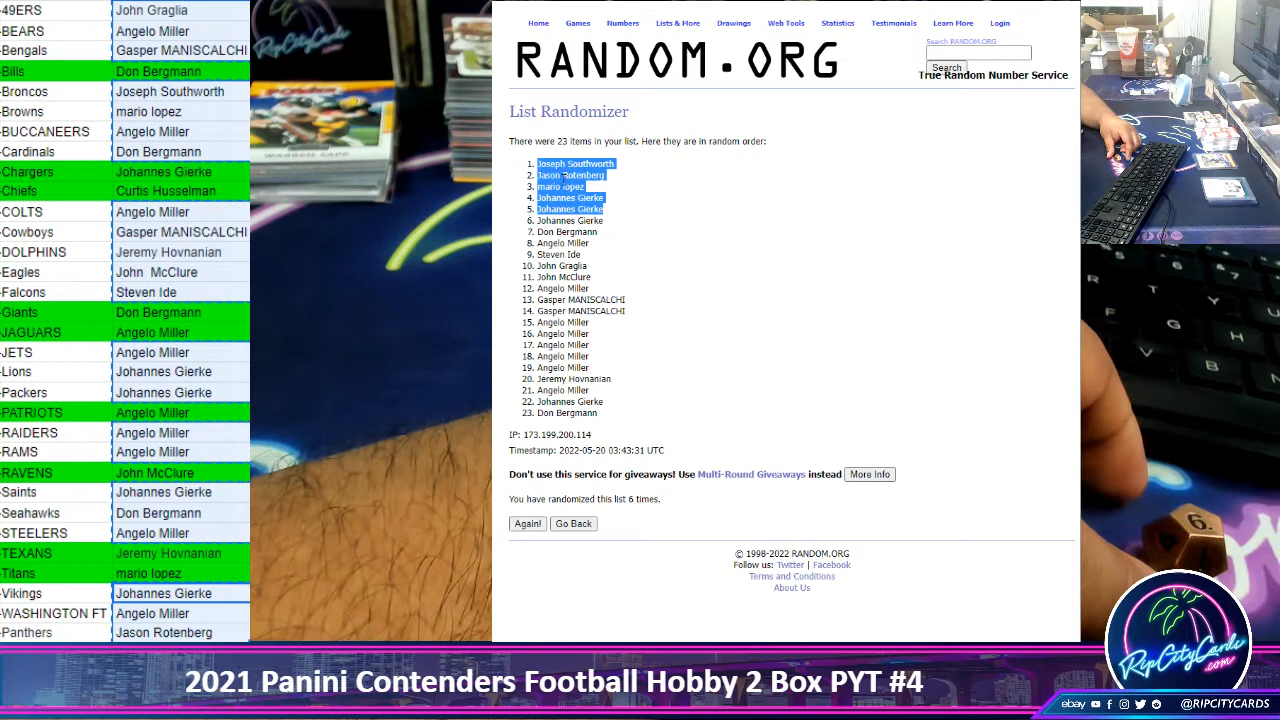 -49ERS John Graglia
-BEARS Angelo Miller
-Bengals Gasper MANISCALCHI
-Bills Don Bergmann
-Broncos Joseph Southworth
-Browns mario lopez
-BUCCANEERS Angelo Miller
-Cardinals Don Bergmann
-Chargers Johannes Gierke
-Chiefs Curtis Husselman
-COLTS Angelo Miller
-Cowboys Gasper MANISCALCHI
-DOLPHINS Jeremy Hovnanian
-Eagles John McClure
-Falcons Steven Ide
-Giants Don Bergmann
-JAGUARS Angelo Miller
-JETS Angelo Miller
-Lions Johannes Gierke
-Packers Johannes Gierke
-PATRIOTS Angelo Miller
-RAIDERS Angelo Miller
-RAMS Angelo Miller
-RAVENS John McClure
-Saints Johannes Gierke
-Seahawks Don Bergmann
-STEELERS Angelo Miller
-TEXANS Jeremy Hovnanian
-Titans mario lopez
-Vikings Johannes Gierke
-WASHINGTON FT Angelo Miller
-Panthers Jason Rotenberg
WARREN SAPP
Home Games Numbers Lists & More Drawings Web Tools Statistics Testimonials Learn More Login
RANDOM.ORG
Search RANDOM.ORG
Search
True Random Number Service
List Randomizer
There were 23 items in your list. Here they are in random order:
1. Joseph Southworth
2. Jason Rotenberg
3. mario lopez
4. Johannes Gierke
5. Johannes Gierke
6. Johannes Gierke
7. Don Bergmann
8. Angelo Miller
9. Steven Ide
10. John Graglia
11. John McClure
12. Angelo Miller
13. Gasper MANISCALCHI
14. Gasper MANISCALCHI
15. Angelo Miller
16. Angelo Miller
17. Angelo Miller
18. Angelo Miller
19. Angelo Miller
20. Jeremy Hovnanian
21. Angelo Miller
22. Johannes Gierke
23. Don Bergmann
IP: 173.199.200.114
Timestamp: 2022-05-20 03:43:31 UTC
Don't use this service for giveaways! Use Multi-Round Giveaways instead More Info
You have randomized this list 6 times.
Again! Go Back
© 1998-2022 RANDOM.ORG
Follow us: Twitter | Facebook
Terms and Conditions
About Us
6.
RipCityCards
.com
2021 Panini Contenders Football Hobby 2 Box PYT #4
ebay @RIPCITYCARDS